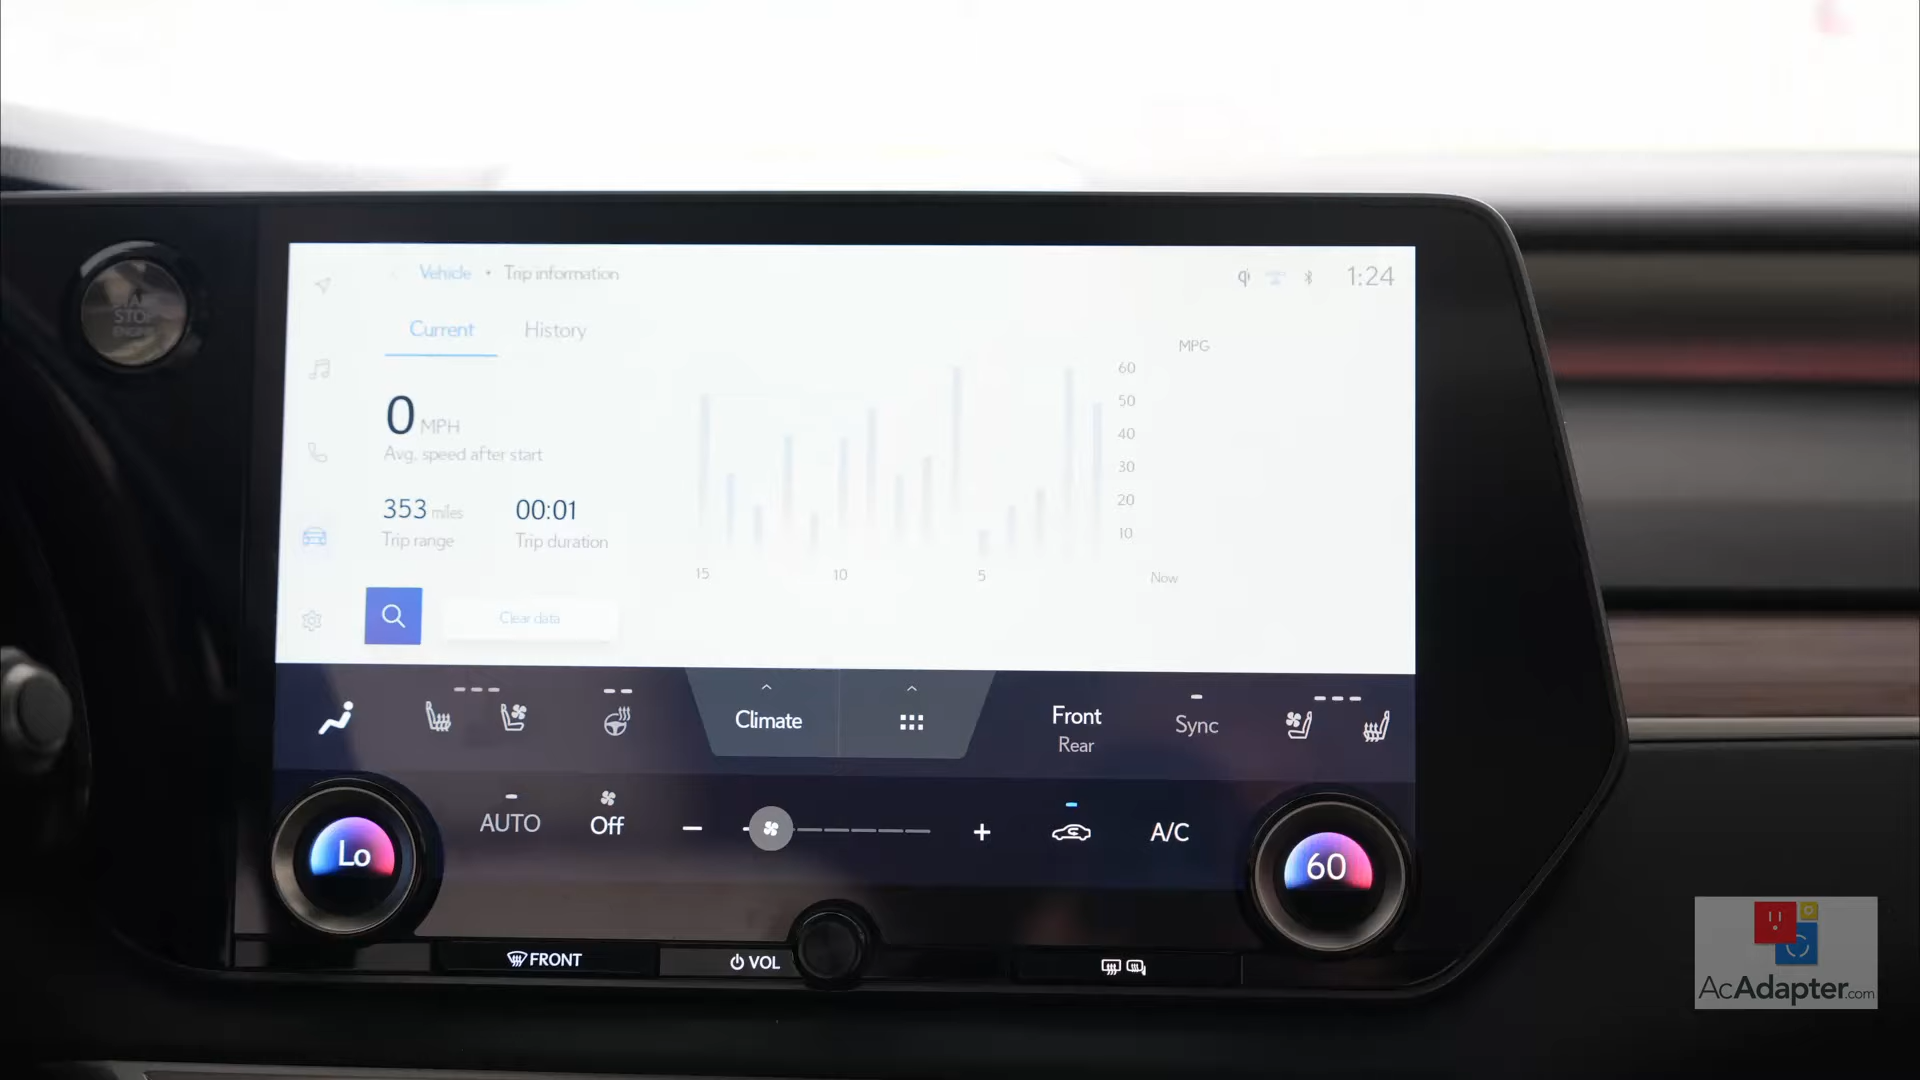 Vehicle • Trip information
1:24
Current
History
MPG
60
50
40
30
20
10
0 MPH
Avg. speed after start
353 miles
00:01
Trip range
Trip duration
15
10
5
Now
Clear data
STOP
ENGINE
Climate
Front
Rear
Sync
AUTO
Off
A/C
Lo
60
FRONT
VOL
AcAdapter.com